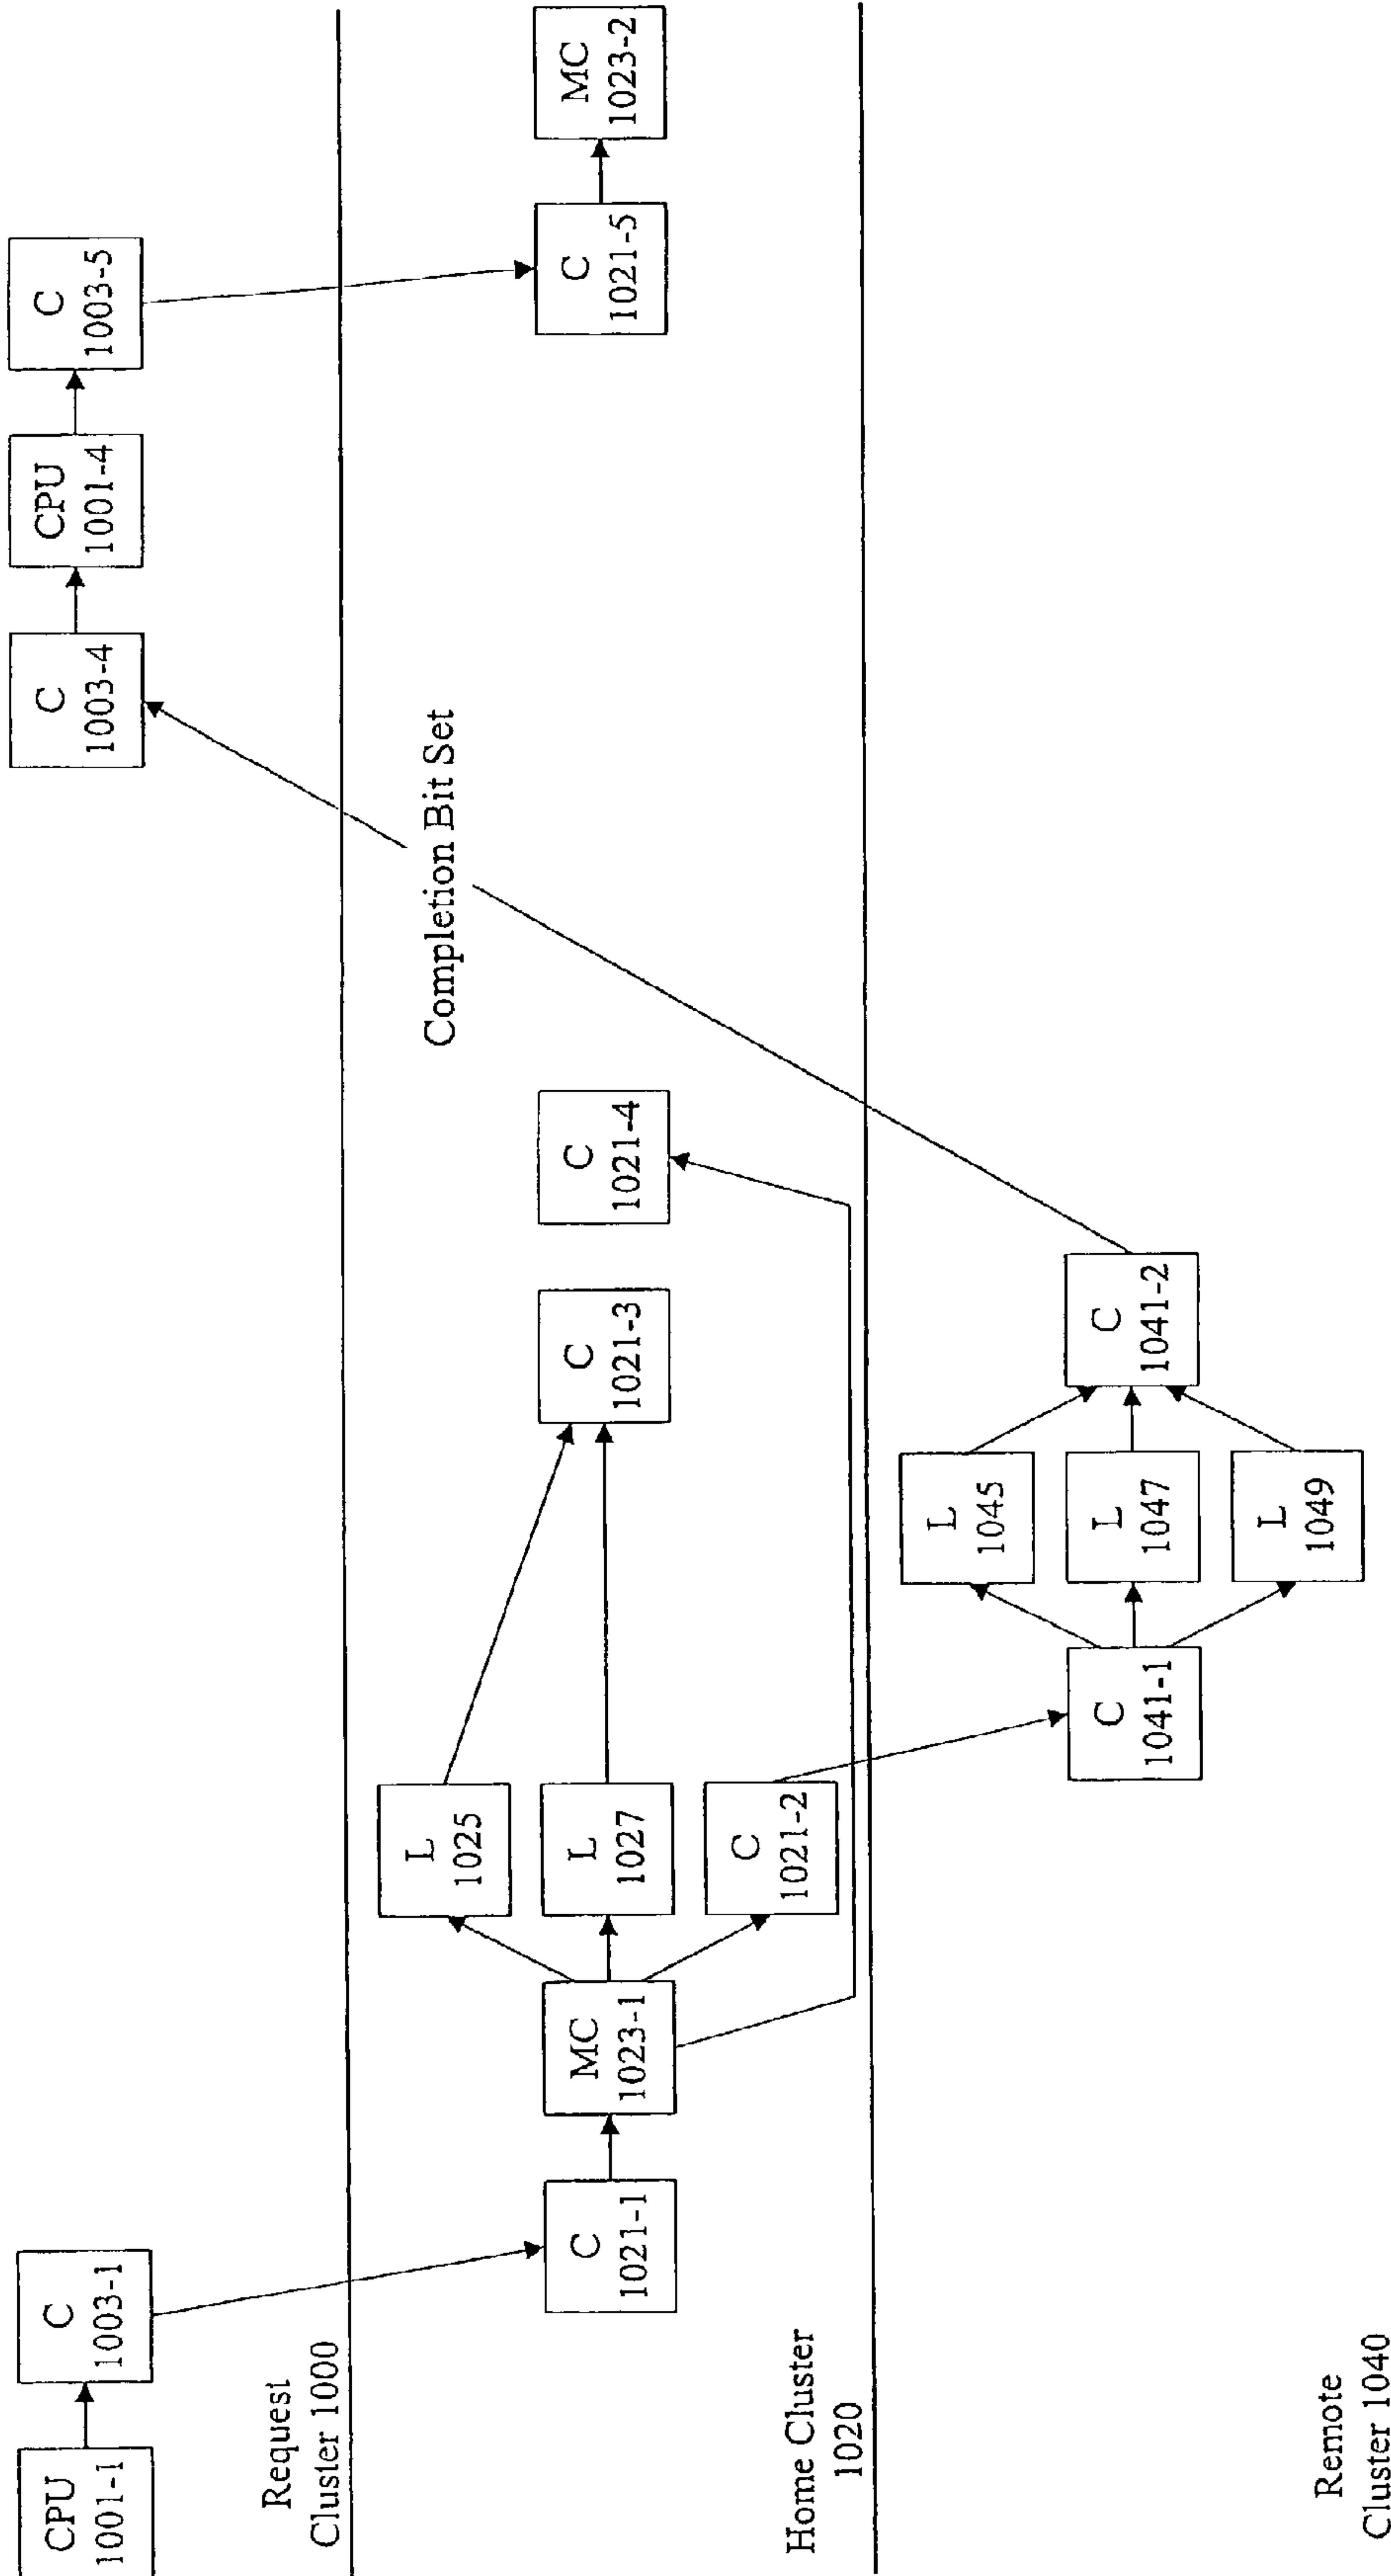 CPU
1001-1
C
1003-1
C
1003-4
CPU
1001-4
C
1003-5
Request
Cluster 1000
C
1021-1
MC
1023-1
L
1025
L
1027
C
1021-2
C
1021-3
C
1021-4
Completion Bit Set
C
1021-5
MC
1023-2
Home Cluster
1020
C
1041-1
L
1045
L
1047
L
1049
C
1041-2
Remote
Cluster 1040